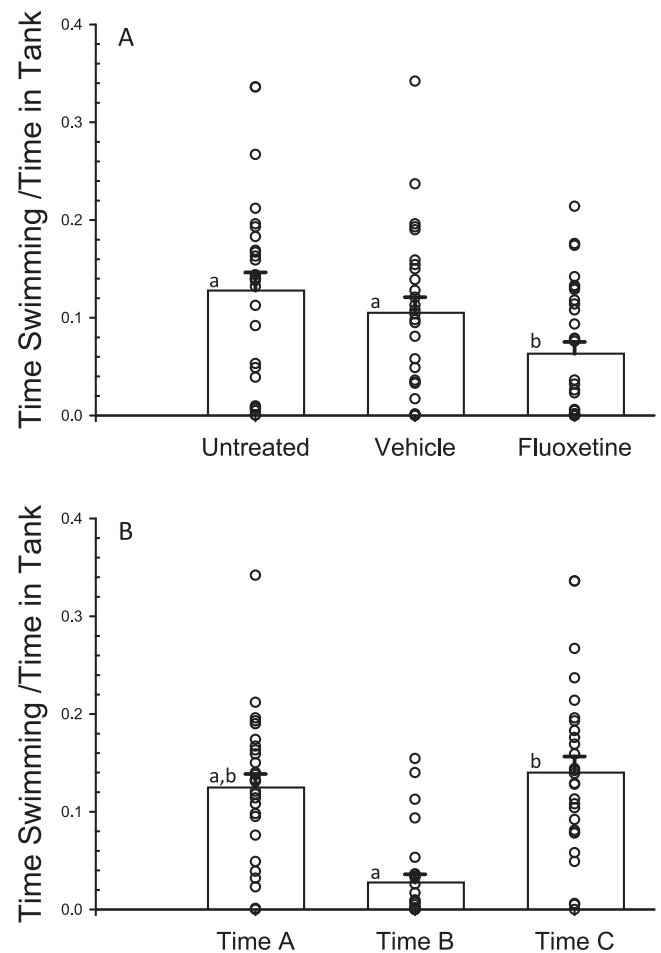 A
Time Swimming /Time in Tank
0.4
0.3
0.2
0.1
0.0
a
a
b
Untreated Vehicle Fluoxetine
B
Time Swimming /Time in Tank
0.4
0.3
0.2
0.1
0.0
a,b
a
b
Time A Time B Time C